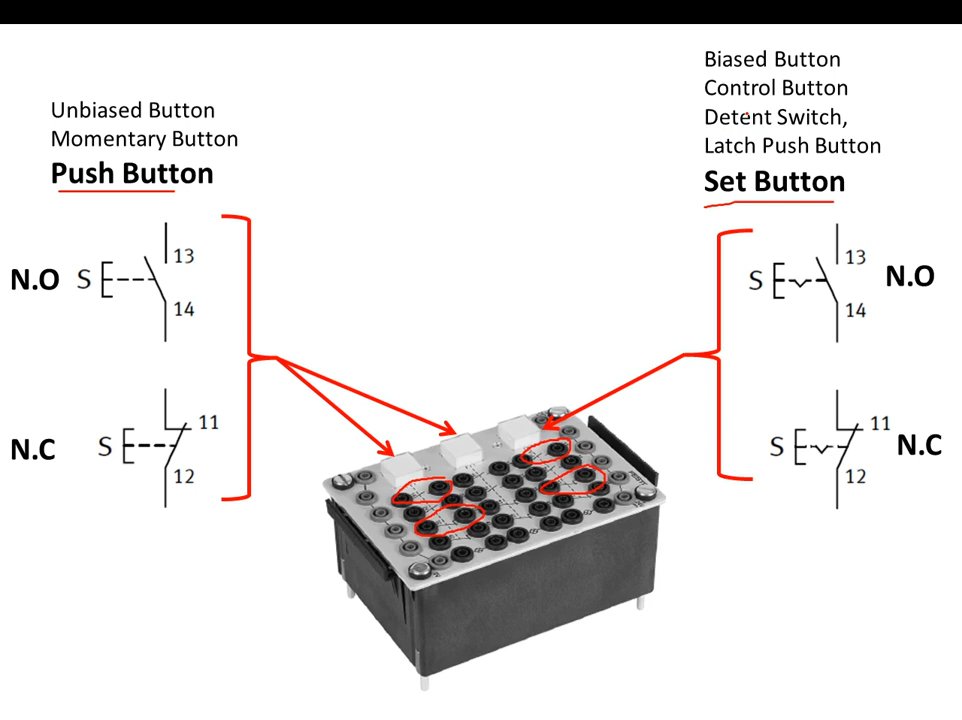 Unbiased Button
Momentary Button
Push Button
N.O
S
13
14
N.C
S
11
12
Biased Button
Control Button
Detent Switch,
Latch Push Button
Set Button
S
13
14
N.O
S
11
12
N.C